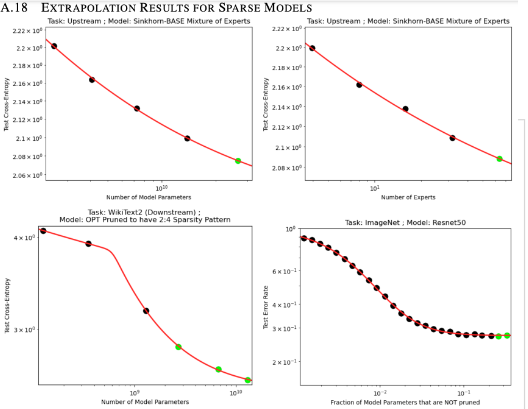 A.18 EXTRAPOLATION RESULTS FOR SPARSE MODELS
Task: Upstream ; Model: Sinkhorn-BASE Mixture of Experts
2.22 × 10⁰
2.2 × 10⁰
2.18 × 10⁰
2.16 × 10⁰
2.14 × 10⁰
2.12 × 10⁰
2.1 × 10⁰
2.08 × 10⁰
2.06 × 10⁰
Test Cross-Entropy
10¹⁰
Number of Model Parameters
Task: Upstream ; Model: Sinkhorn-BASE Mixture of Experts
2.22 × 10⁰
2.2 × 10⁰
2.18 × 10⁰
2.16 × 10⁰
2.14 × 10⁰
2.12 × 10⁰
2.1 × 10⁰
2.08 × 10⁰
Test Cross-Entropy
10¹
Number of Experts
Task: WikiText2 (Downstream) ;
Model: OPT Pruned to have 2:4 Sparsity Pattern
4 × 10⁰
3 × 10⁰
Test Cross-Entropy
10⁹
10¹⁰
Number of Model Parameters
Task: ImageNet ; Model: Resnet50
10⁰
6 × 10⁻¹
4 × 10⁻¹
3 × 10⁻¹
2 × 10⁻¹
Test Error Rate
10⁻²
10⁻¹
Fraction of Model Parameters that are NOT pruned